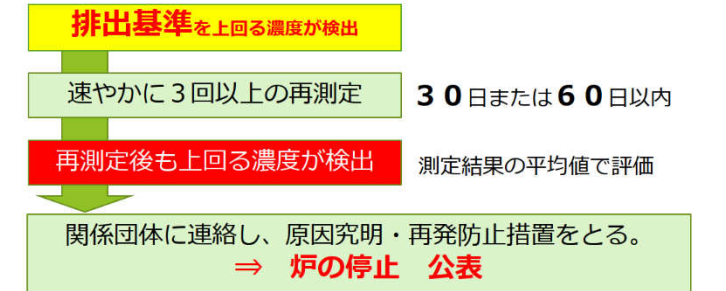 排出基準を上回る濃度が検出
速やかに３回以上の再測定
３０日または６０日以内
再測定後も上回る濃度が検出
測定結果の平均値で評価
関係団体に連絡し、原因究明・再発防止措置をとる。
⇒ 炉の停止 公表